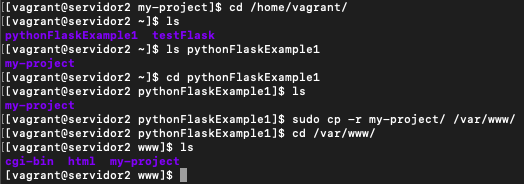 [[vagrant@servidor2 my-project]$ cd /home/vagrant/
[[vagrant@servidor2 ~]$ ls
pythonFlaskExample1  testFlask
[[vagrant@servidor2 ~]$ ls pythonFlaskExample1
my-project
[[vagrant@servidor2 ~]$ cd pythonFlaskExample1
[[vagrant@servidor2 pythonFlaskExample1]$ ls
my-project
[[vagrant@servidor2 pythonFlaskExample1]$ sudo cp -r my-project/ /var/www/
[[vagrant@servidor2 pythonFlaskExample1]$ cd /var/www/
[[vagrant@servidor2 www]$ ls
cgi-bin  html  my-project
[vagrant@servidor2 www]$